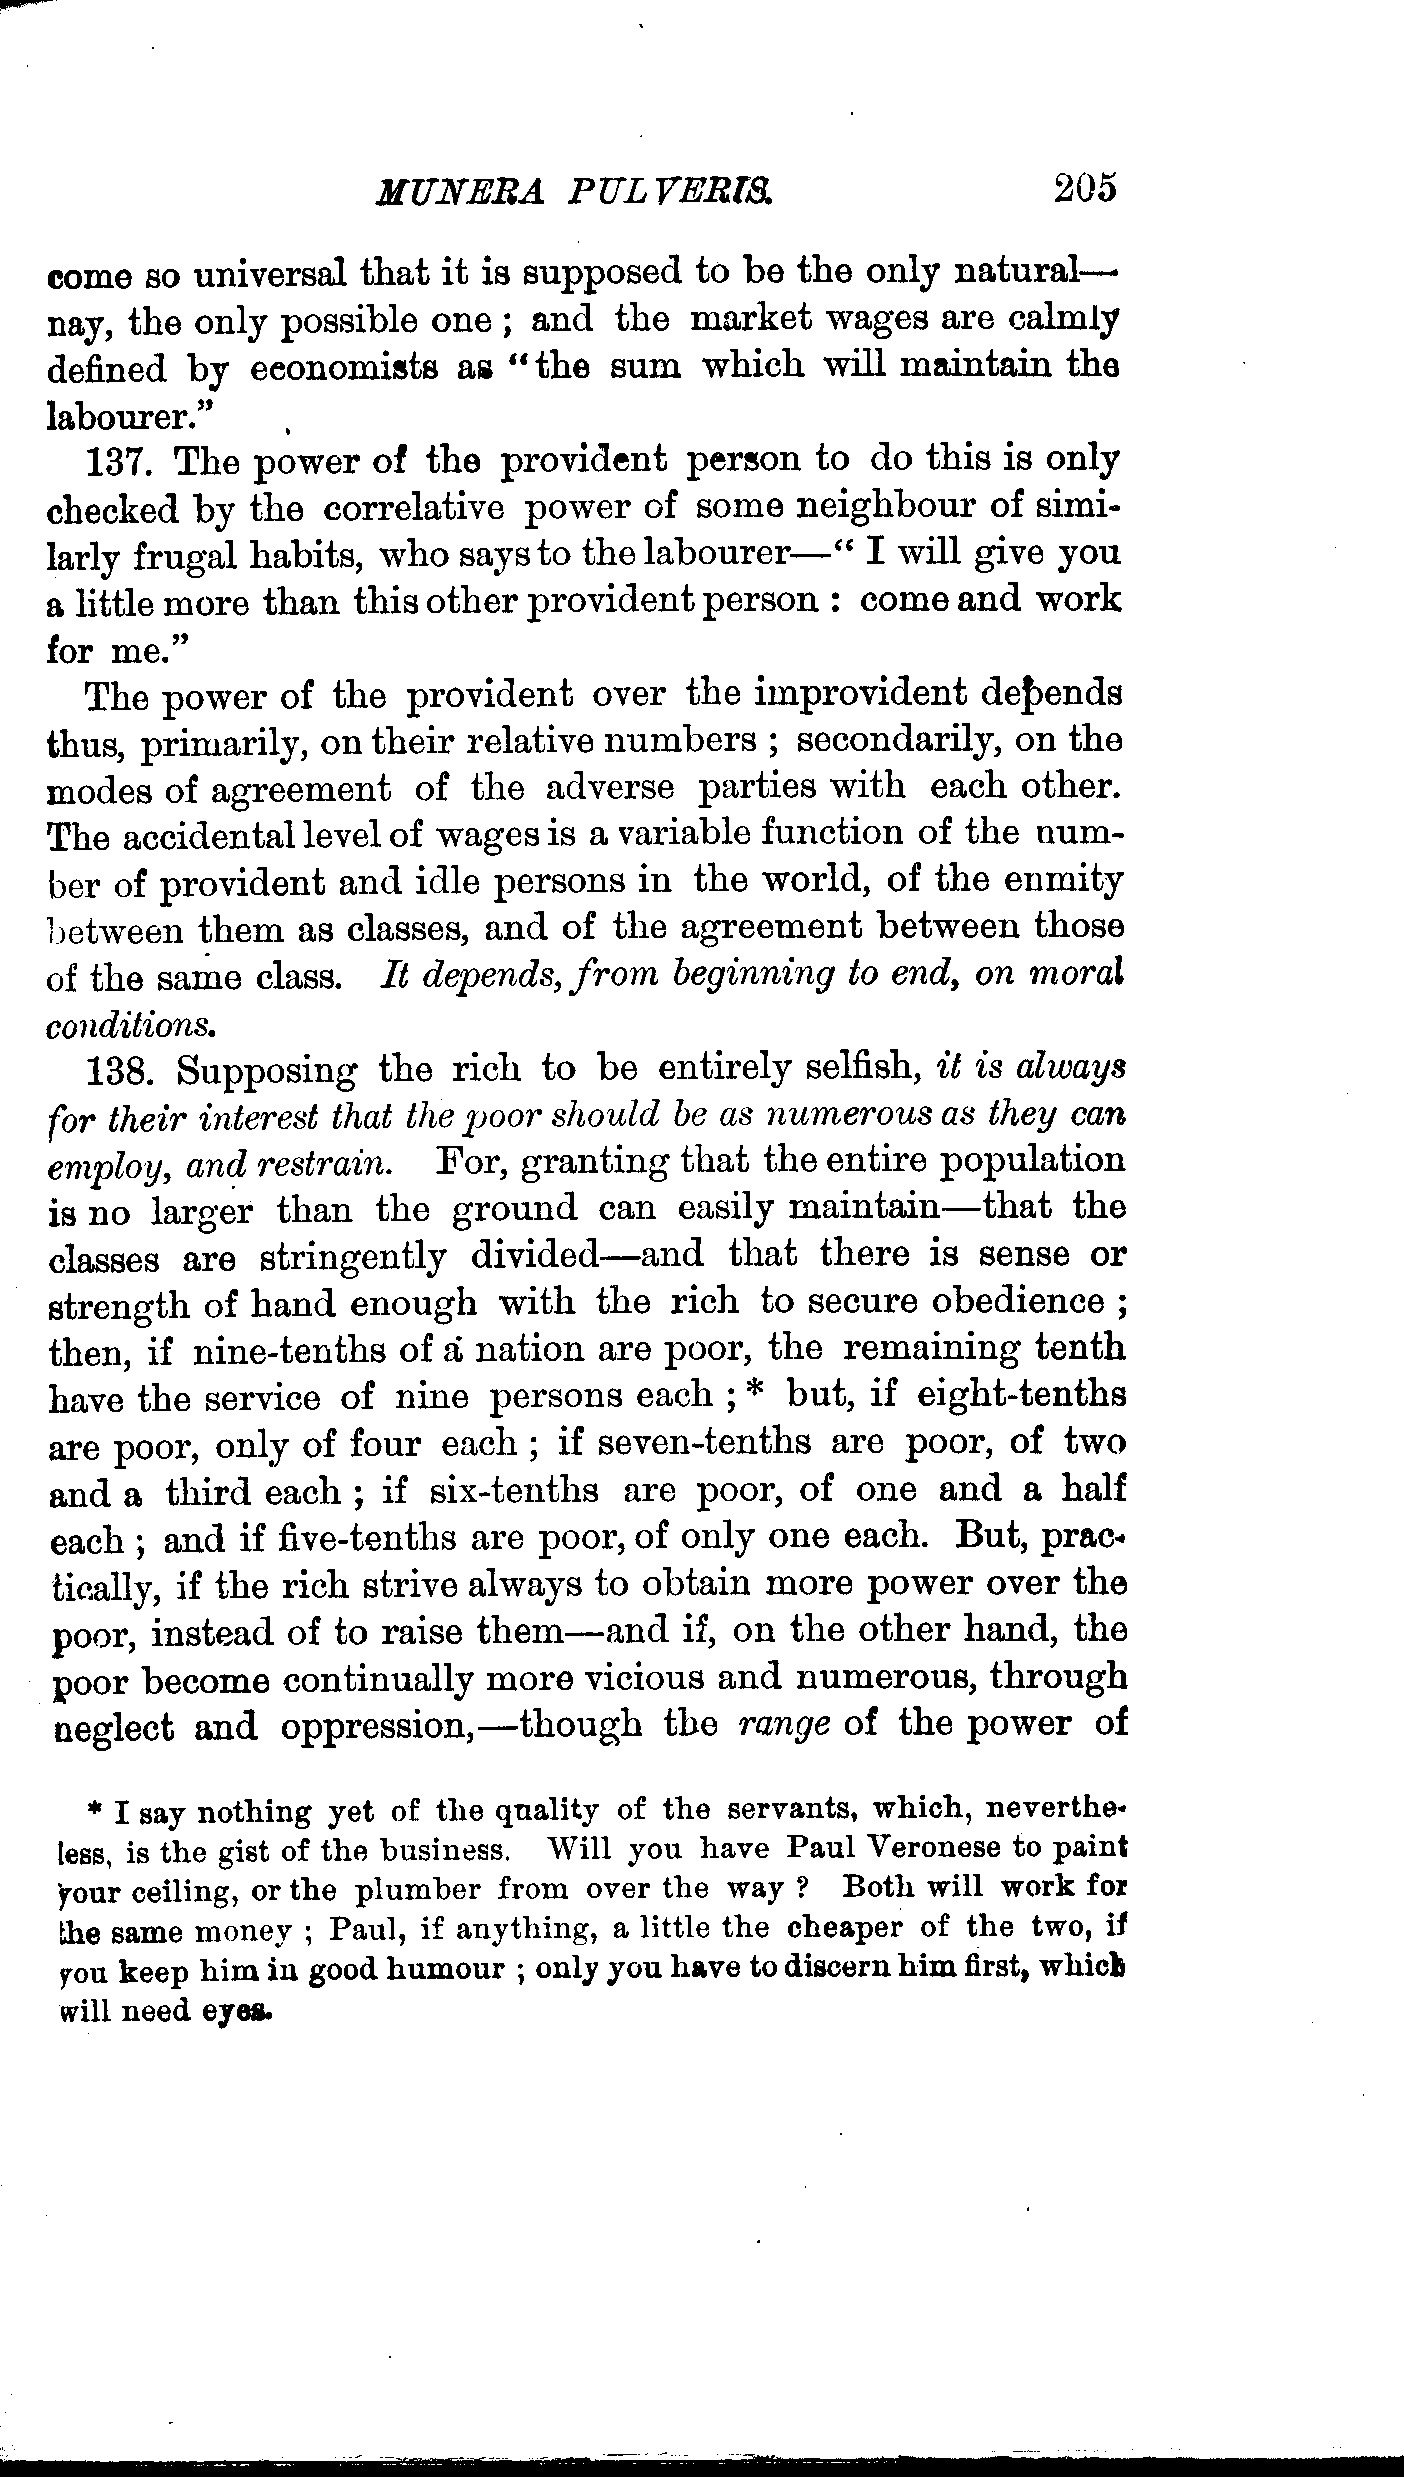 MUNERA PULVERIS. 205
come so universal that it is supposed to be the only natural—
nay, the only possible one ; and the market wages are calmly
defined by economists as “the sum which will maintain the
labourer.”
137. The power of the provident person to do this is only
checked by the correlative power of some neighbour of simi-
larly frugal habits, who says to the labourer—“ I will give you
a little more than this other provident person : come and work
for me.”
The power of the provident over the improvident depends
thus, primarily, on their relative numbers ; secondarily, on the
modes of agreement of the adverse parties with each other.
The accidental level of wages is a variable function of the num-
ber of provident and idle persons in the world, of the enmity
between them as classes, and of the agreement between those
of the same class. It depends, from beginning to end, on moral
conditions.
138. Supposing the rich to be entirely selfish, it is always
for their interest that the poor should be as numerous as they can
employ, and restrain. For, granting that the entire population
is no larger than the ground can easily maintain—that the
classes are stringently divided—and that there is sense or
strength of hand enough with the rich to secure obedience ;
then, if nine-tenths of a nation are poor, the remaining tenth
have the service of nine persons each ; * but, if eight-tenths
are poor, only of four each ; if seven-tenths are poor, of two
and a third each ; if six-tenths are poor, of one and a half
each ; and if five-tenths are poor, of only one each. But, prac-
tically, if the rich strive always to obtain more power over the
poor, instead of to raise them—and if, on the other hand, the
poor become continually more vicious and numerous, through
neglect and oppression,—though the range of the power of
* I say nothing yet of the quality of the servants, which, neverthe-
less, is the gist of the business. Will you have Paul Veronese to paint
your ceiling, or the plumber from over the way ? Both will work for
the same money ; Paul, if anything, a little the cheaper of the two, if
you keep him in good humour ; only you have to discern him first, which
will need eyes.